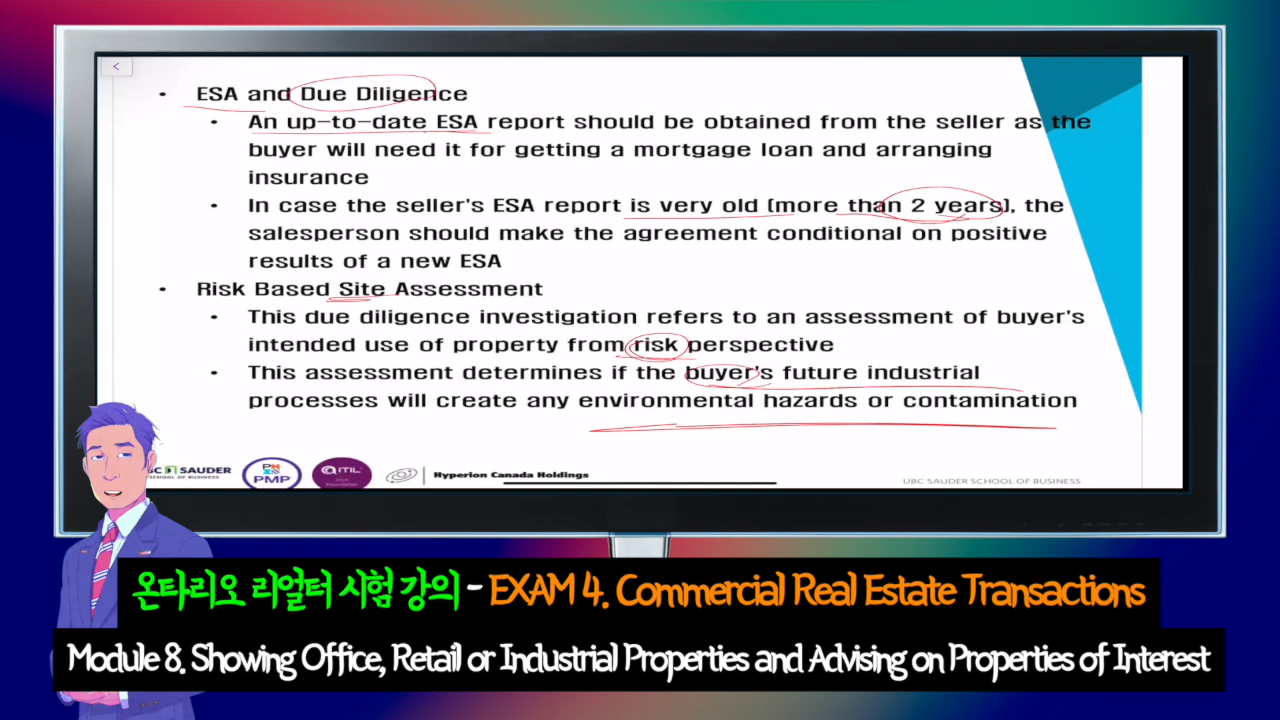 <
• ESA and Due Diligence
• An up-to-date ESA report should be obtained from the seller as the
buyer will need it for getting a mortgage loan and arranging
insurance
• In case the seller's ESA report is very old (more than 2 years), the
salesperson should make the agreement conditional on positive
results of a new ESA
• Risk Based Site Assessment
• This due diligence investigation refers to an assessment of buyer's
intended use of property from risk perspective
• This assessment determines if the buyer's future industrial
processes will create any environmental hazards or contamination
SAUDER
SCHOOL OF BUSINESS
PMP
ITIL
Foundation
Hyperion Canada Holdings
UBC SAUDER SCHOOL OF BUSINESS
온타리오 리얼터 시험 강의 - EXAM 4. Commercial Real Estate Transactions
Module 8. Showing Office, Retail or Industrial Properties and Advising on Properties of Interest